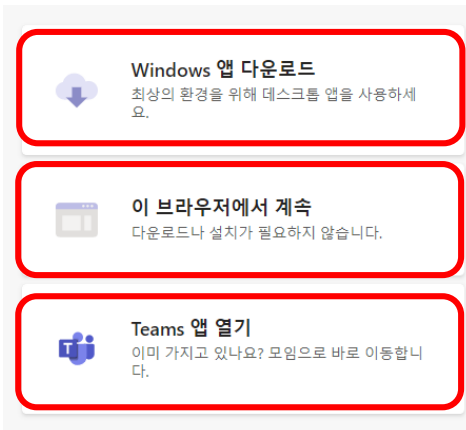 Windows 앱 다운로드
최상의 환경을 위해 데스크톱 앱을 사용하세
요.
이 브라우저에서 계속
다운로드나 설치가 필요하지 않습니다.
Teams 앱 열기
이미 가지고 있나요? 모임으로 바로 이동합니
다.